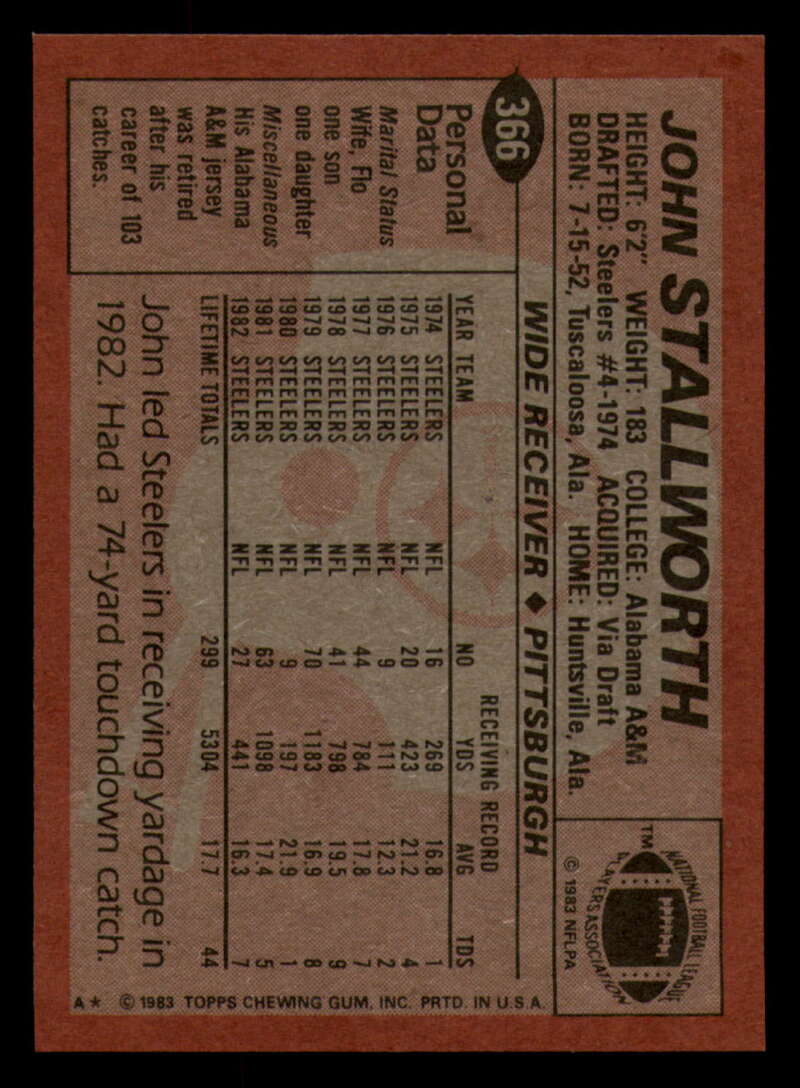 JOHN STALLWORTH
HEIGHT: 6'2" WEIGHT: 183 COLLEGE: Alabama A&M
DRAFTED: Steelers #4-1974 ACQUIRED: Via Draft
BORN: 7-15-52, Tuscaloosa, Ala. HOME: Huntsville, Ala.
NATIONAL FOOTBALL LEAGUE
PLAYERS ASSOCIATION
TM
© 1983 NFLPA
366
WIDE RECEIVER ◆ PITTSBURGH
Personal
Data
Marital Status
Wife, Flo
one son
one daughter
Miscellaneous
His Alabama
A&M jersey
was retired
after his
career of 103
catches.
RECEIVING RECORD
YEAR TEAM NO YDS AVG TDS
1974 STEELERS NFL 16 269 16.8 1
1975 STEELERS NFL 20 423 21.2 4
1976 STEELERS NFL 9 111 12.3 2
1977 STEELERS NFL 44 784 17.8 7
1978 STEELERS NFL 41 798 19.5 9
1979 STEELERS NFL 70 1183 16.9 8
1980 STEELERS NFL 9 197 21.9 1
1981 STEELERS NFL 63 1098 17.4 5
1982 STEELERS NFL 27 441 16.3 7
LIFETIME TOTALS 299 5304 17.7 44
John led Steelers in receiving yardage in
1982. Had a 74-yard touchdown catch.
A★ © 1983 TOPPS CHEWING GUM, INC. PRTD. IN U.S.A.